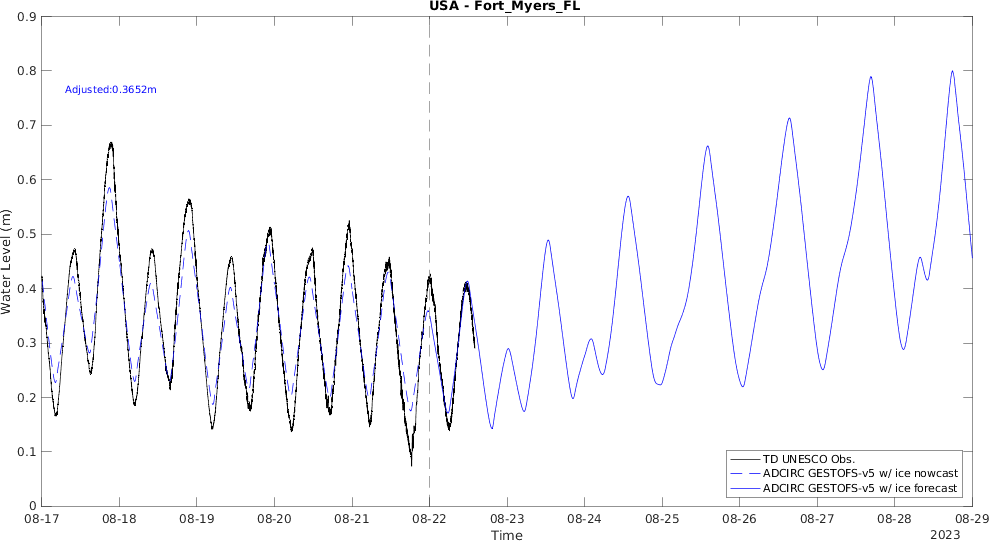 USA - Fort_Myers_FL
0.9
0.8
Adjusted:0.3652m
0.7
0.6
0.5
Water Level (m)
0.4
0.3
0.2
0.1
0
TD UNESCO Obs.
ADCIRC GESTOFS-v5 w/ ice nowcast
ADCIRC GESTOFS-v5 w/ ice forecast
08-17 08-18 08-19 08-20 08-21 08-22 08-23 08-24 08-25 08-26 08-27 08-28 08-29
Time
2023